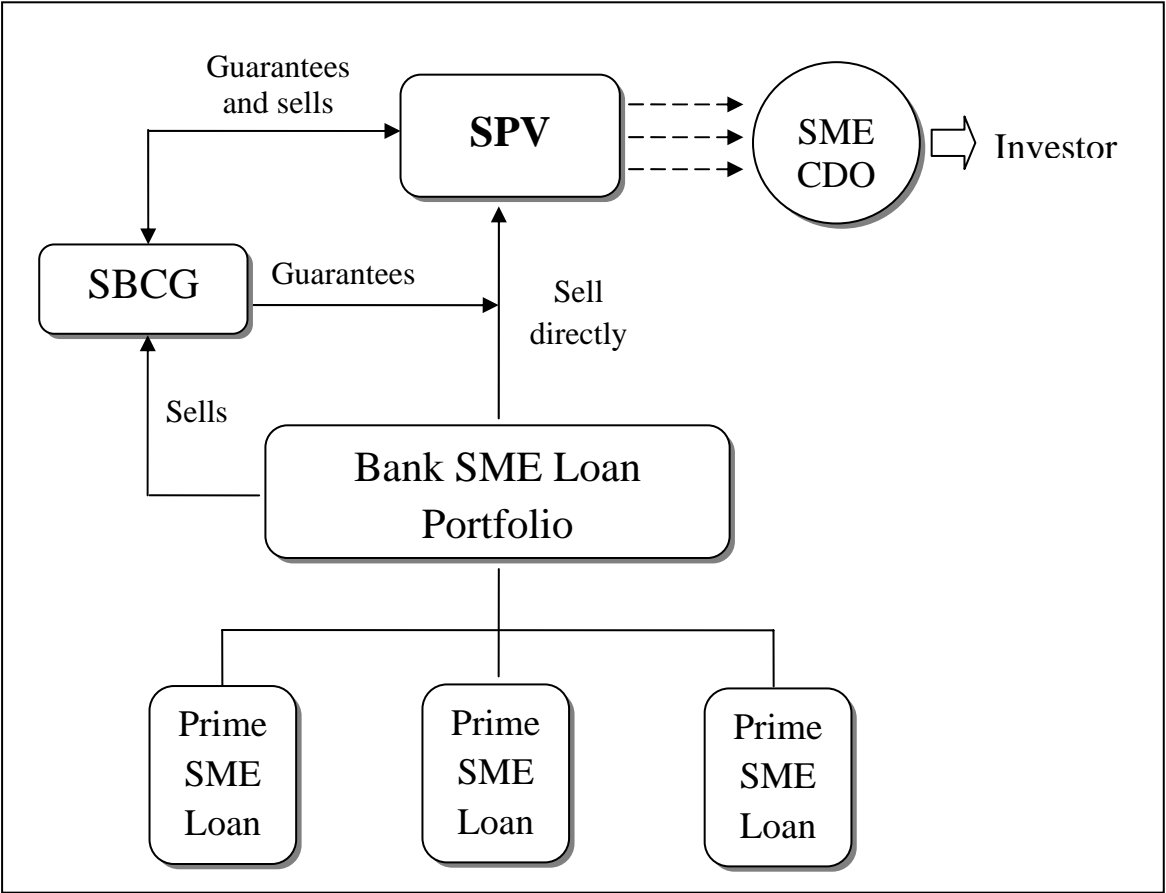 Guarantees
and sells
SPV
SME
CDO
Investor
SBCG
Guarantees
Sell
directly
Sells
Bank SME Loan
Portfolio
Prime
SME
Loan
Prime
SME
Loan
Prime
SME
Loan